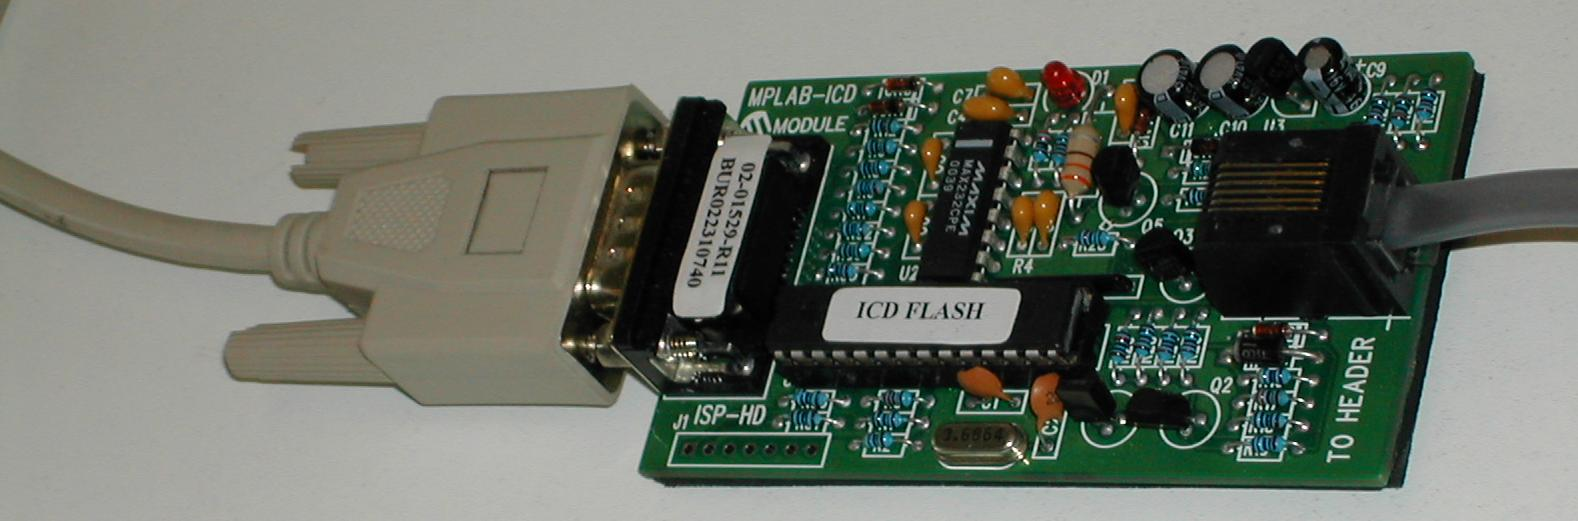 MPLAB-ICD
MODULE
02-01529-R11
BUR022310740
MAXIM
MAX232CPE
0039
ICD FLASH
C7
D1
C9
C11
C10
U3
U2
R4
Q5
Q3
Q2
J1
ISP-HD
3.6864
TO HEADER